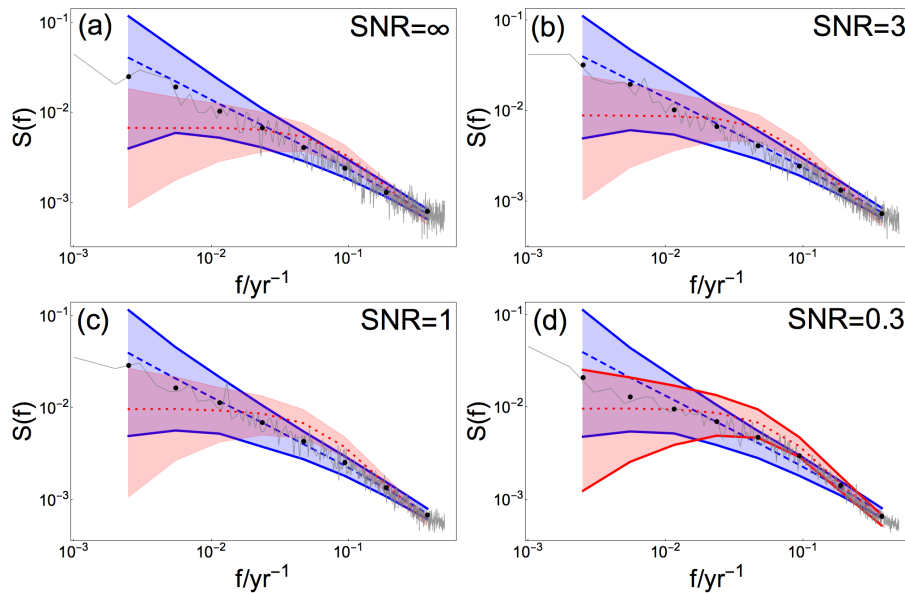 (a) SNR=∞
S(f)
10⁻¹
10⁻²
10⁻³
10⁻³ 10⁻² 10⁻¹
f/yr⁻¹
(b) SNR=3
S(f)
10⁻¹
10⁻²
10⁻³
10⁻³ 10⁻² 10⁻¹
f/yr⁻¹
(c) SNR=1
S(f)
10⁻¹
10⁻²
10⁻³
10⁻³ 10⁻² 10⁻¹
f/yr⁻¹
(d) SNR=0.3
S(f)
10⁻¹
10⁻²
10⁻³
10⁻³ 10⁻² 10⁻¹
f/yr⁻¹